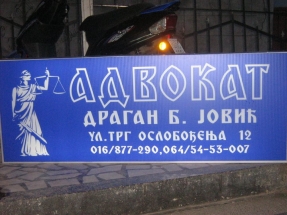 АДВОКАТ
ДРАГАН Б. ЈОВИЋ
УЛ.ТРГ ОСЛОБОЂЕЊА 12
016/877-290,064/54-53-007